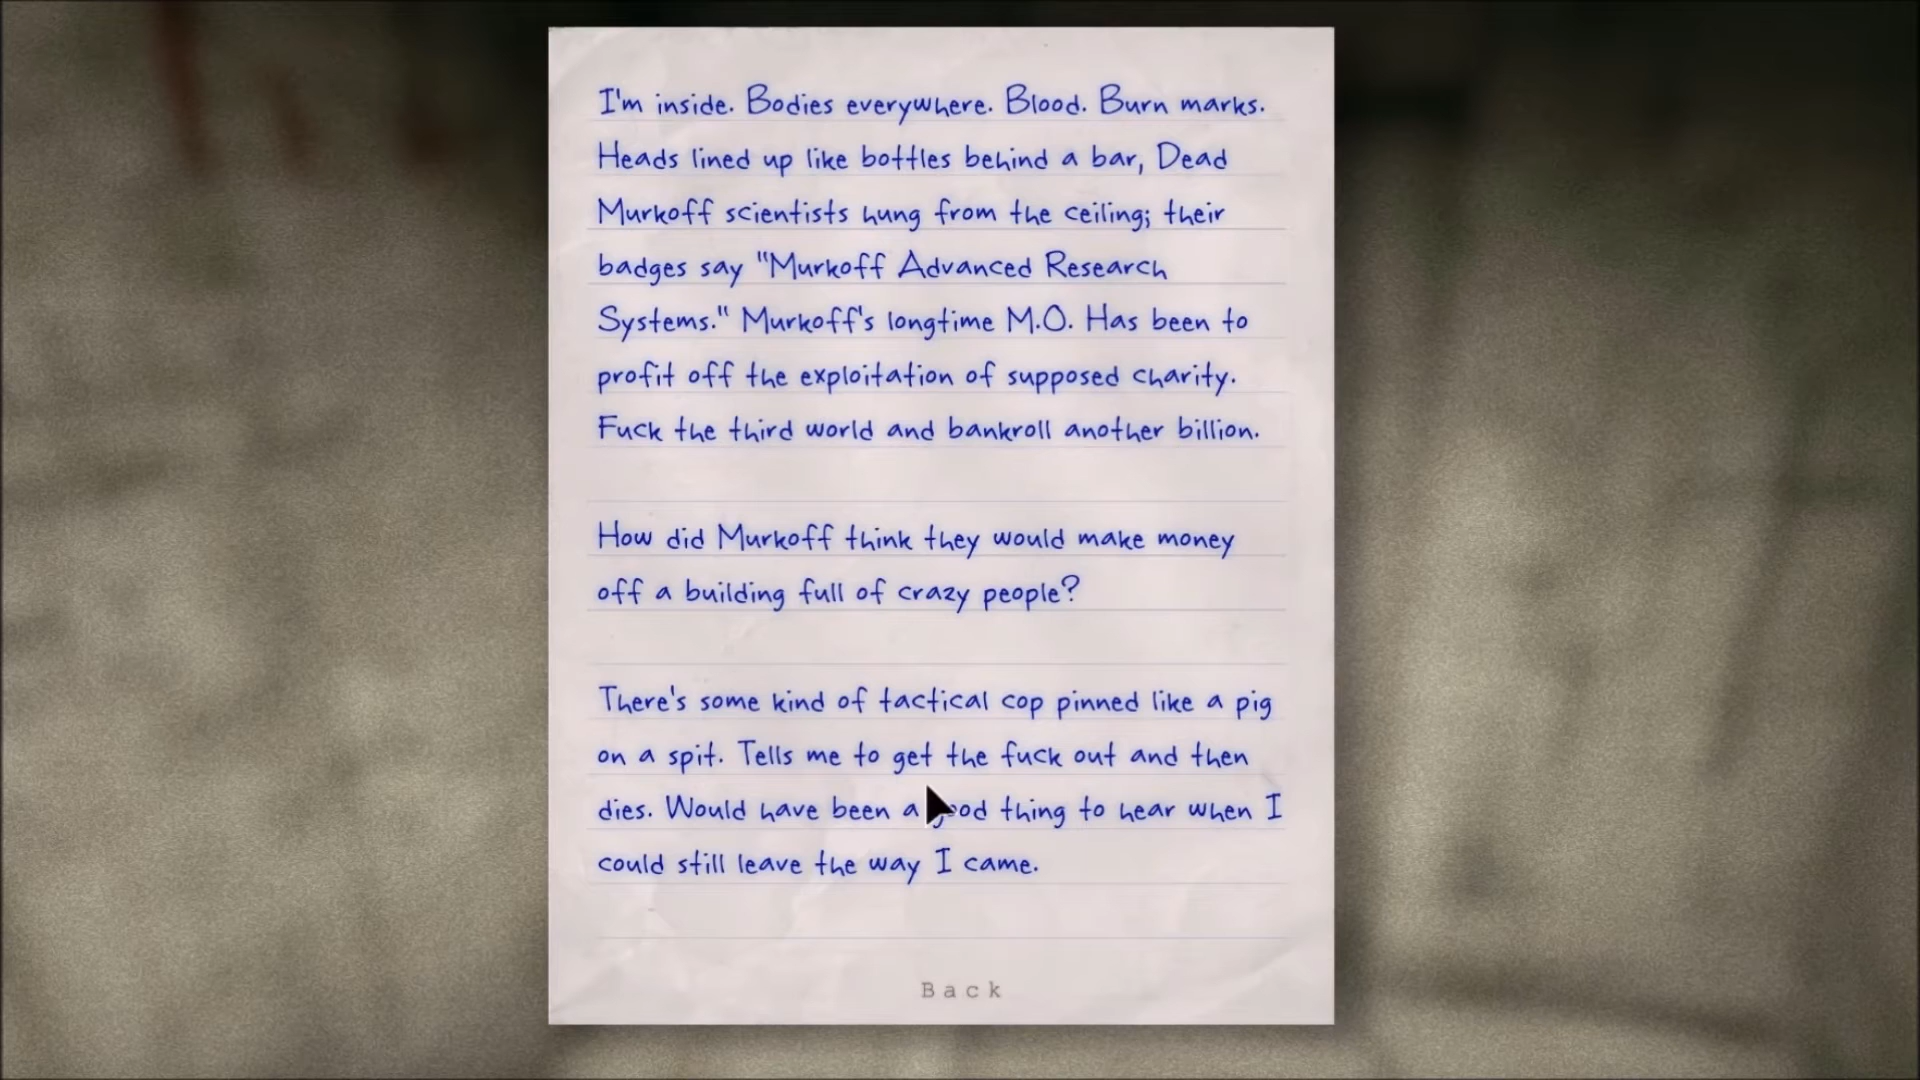 I'm inside. Bodies everywhere. Blood. Burn marks.
Heads lined up like bottles behind a bar, Dead
Murkoff scientists hung from the ceiling; their
badges say "Murkoff Advanced Research
Systems." Murkoff's longtime M.O. Has been to
profit off the exploitation of supposed charity.
Fuck the third world and bankroll another billion.
How did Murkoff think they would make money
off a building full of crazy people?
There's some kind of tactical cop pinned like a pig
on a spit. Tells me to get the fuck out and then
dies. Would have been a good thing to hear when I
could still leave the way I came.
Back